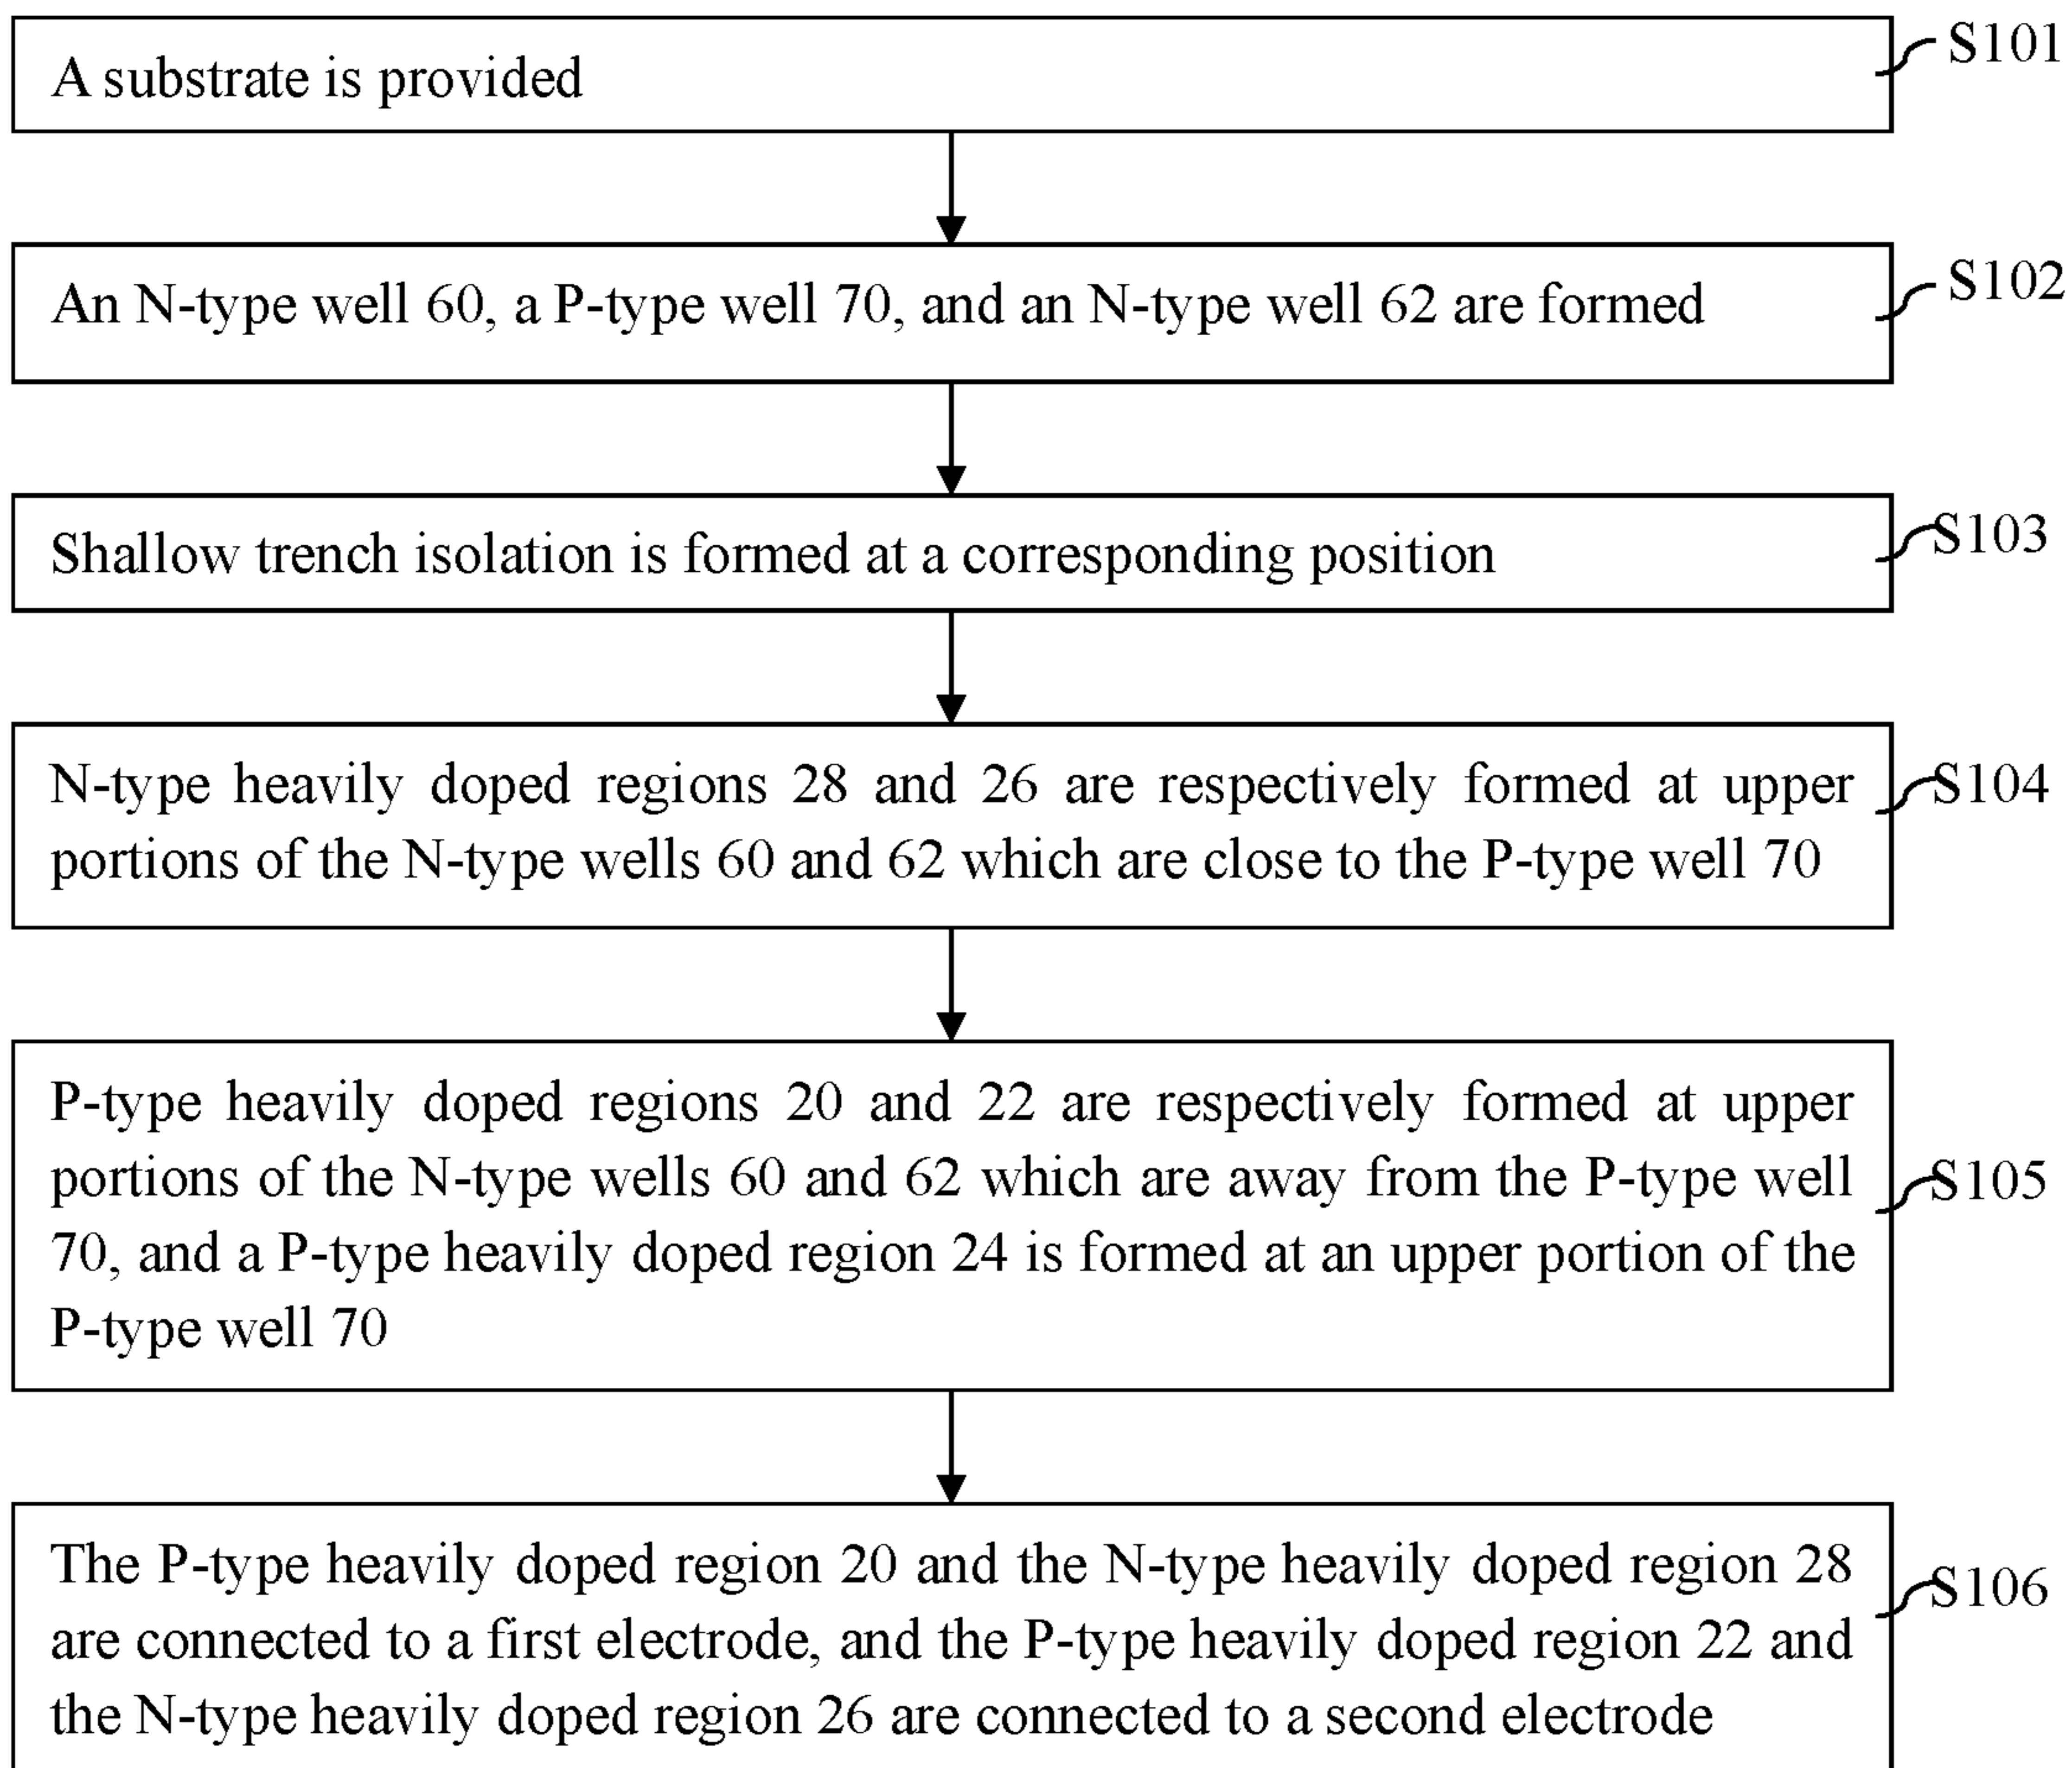 A substrate is provided
S101
An N-type well 60, a P-type well 70, and an N-type well 62 are formed
S102
Shallow trench isolation is formed at a corresponding position
S103
N-type heavily doped regions 28 and 26 are respectively formed at upper
portions of the N-type wells 60 and 62 which are close to the P-type well 70
S104
P-type heavily doped regions 20 and 22 are respectively formed at upper
portions of the N-type wells 60 and 62 which are away from the P-type well
70, and a P-type heavily doped region 24 is formed at an upper portion of the
P-type well 70
S105
The P-type heavily doped region 20 and the N-type heavily doped region 28
are connected to a first electrode, and the P-type heavily doped region 22 and
the N-type heavily doped region 26 are connected to a second electrode
S106